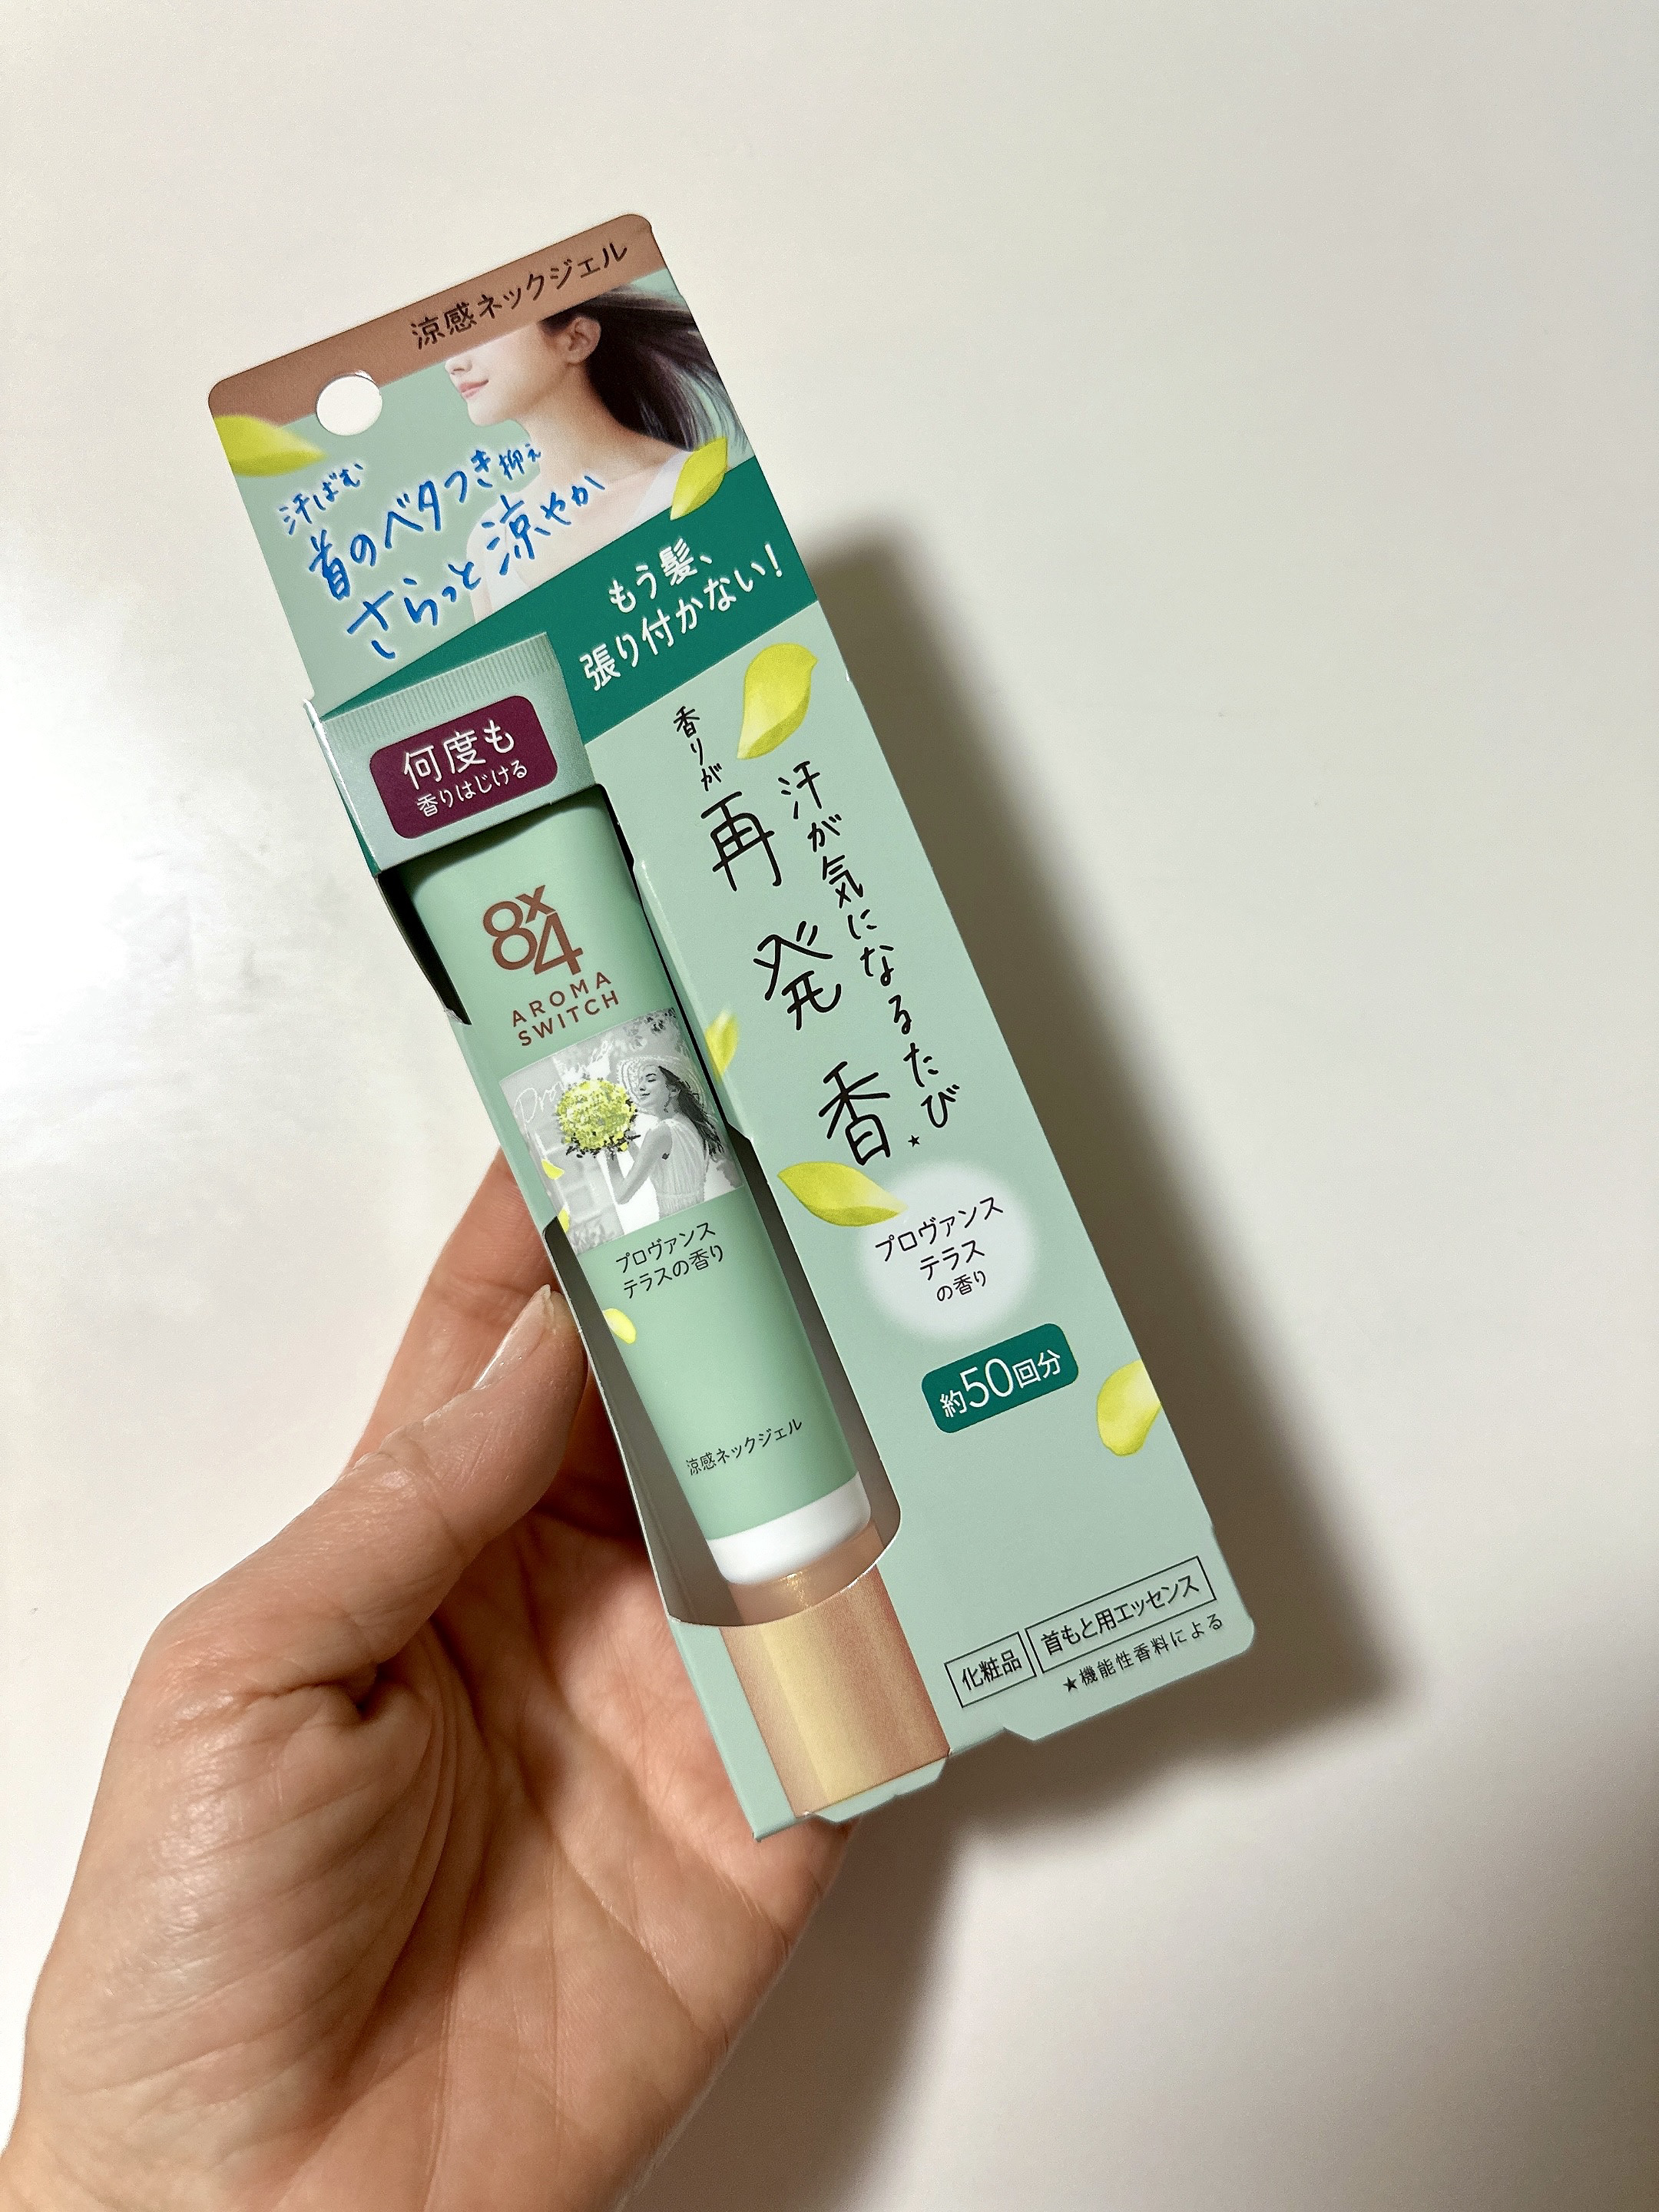 涼感ネックジェル
汗ばむ
首のベタつき抑え
さらっと涼やか
もう髪、
張り付かない!
何度も
香りはじける
汗が気になるたび
香りが
再発香★
8x4
AROMA
SWITCH
プロヴァンス
テラスの香り
涼感ネックジェル
プロヴァンス
テラス
の香り
約50回分
化粧品
首もと用エッセンス
★機能性香料による